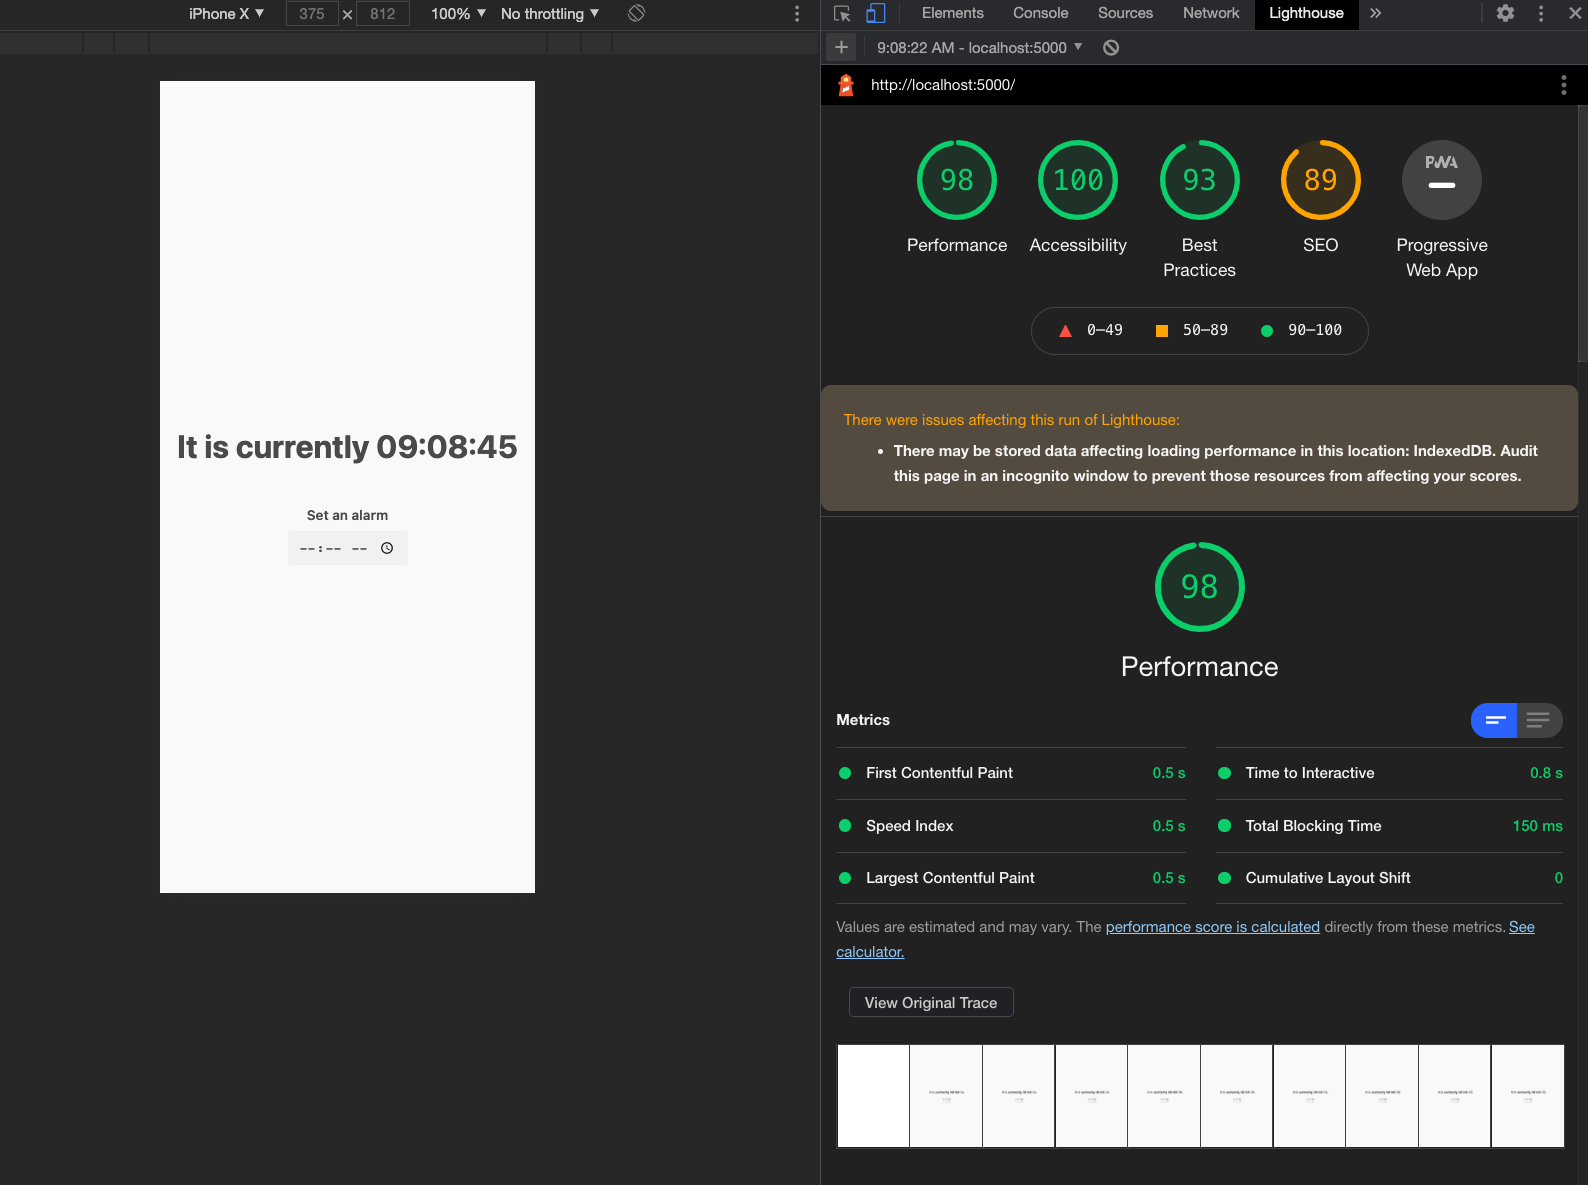 iPhone X 375 × 812 100% No throttling
It is currently 09:08:45
Set an alarm
--:-- --
Elements Console Sources Network Lighthouse
9:08:22 AM - localhost:5000
http://localhost:5000/
98 100 93 89 PWA
Performance Accessibility Best Practices SEO Progressive Web App
0–49 50–89 90–100
There were issues affecting this run of Lighthouse:
There may be stored data affecting loading performance in this location: IndexedDB. Audit
this page in an incognito window to prevent those resources from affecting your scores.
98
Performance
Metrics
First Contentful Paint 0.5 s
Time to Interactive 0.8 s
Speed Index 0.5 s
Total Blocking Time 150 ms
Largest Contentful Paint 0.5 s
Cumulative Layout Shift 0
Values are estimated and may vary. The performance score is calculated directly from these metrics. See
calculator.
View Original Trace